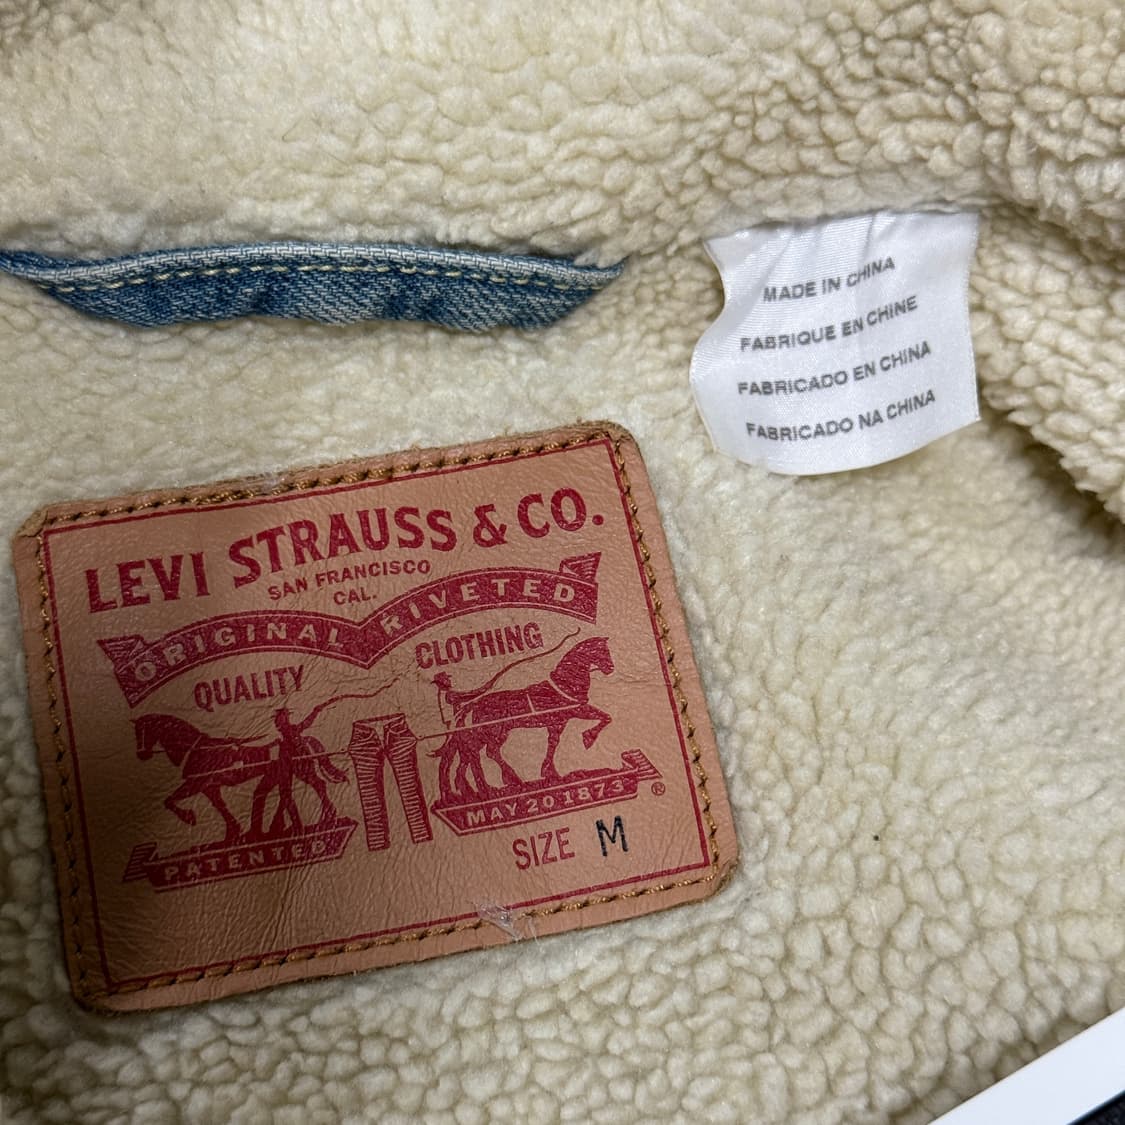 MADE IN CHINA
FABRIQUE EN CHINE
FABRICADO EN CHINA
FABRICADO NA CHINA
LEVI STRAUSS & CO.
SAN FRANCISCO
CAL.
ORIGINAL RIVETED
QUALITY CLOTHING
PATENTED MAY 20 1873 ®
SIZE M